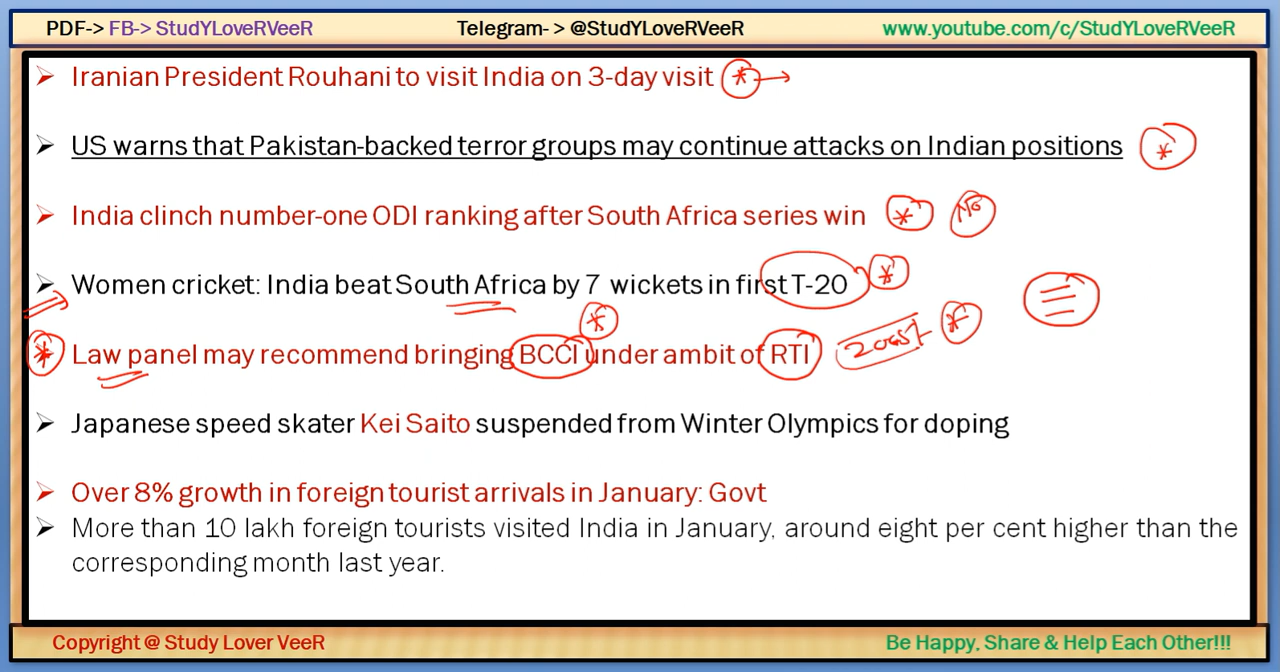 PDF-> FB-> StudYLoveRVeeR Telegram- > @StudYLoveRVeeR www.youtube.com/c/StudYLoveRVeeR
➢ Iranian President Rouhani to visit India on 3-day visit
➢ US warns that Pakistan-backed terror groups may continue attacks on Indian positions
➢ India clinch number-one ODI ranking after South Africa series win
➢ Women cricket: India beat South Africa by 7 wickets in first T-20
Law panel may recommend bringing BCCI under ambit of RTI
➢ Japanese speed skater Kei Saito suspended from Winter Olympics for doping
➢ Over 8% growth in foreign tourist arrivals in January: Govt
➢ More than 10 lakh foreign tourists visited India in January, around eight per cent higher than the
corresponding month last year.
Copyright @ Study Lover VeeR Be Happy, Share & Help Each Other!!!